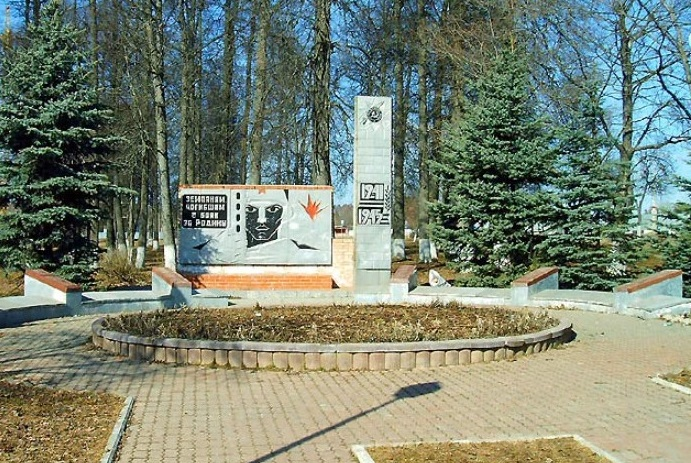 ЗЕМЛЯКАМ
ПОГИБШИМ
В БОЯХ
ЗА РОДИНУ
1941
1945